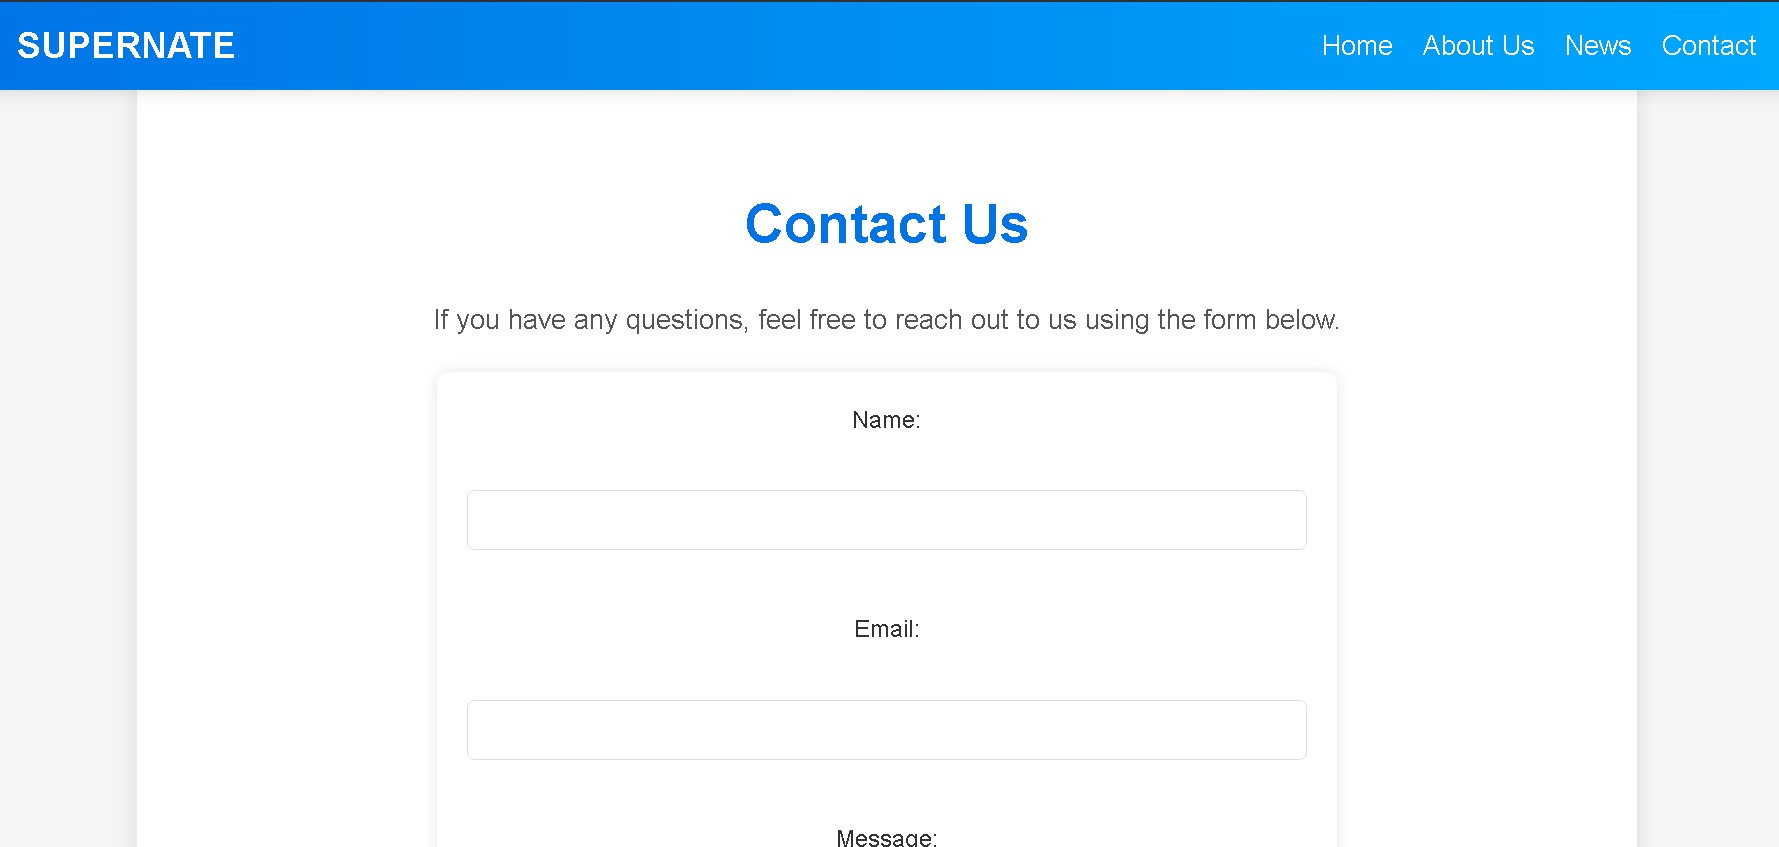 SUPERNATE
Home About Us News Contact
Contact Us
If you have any questions, feel free to reach out to us using the form below.
Name:
Email:
Message: